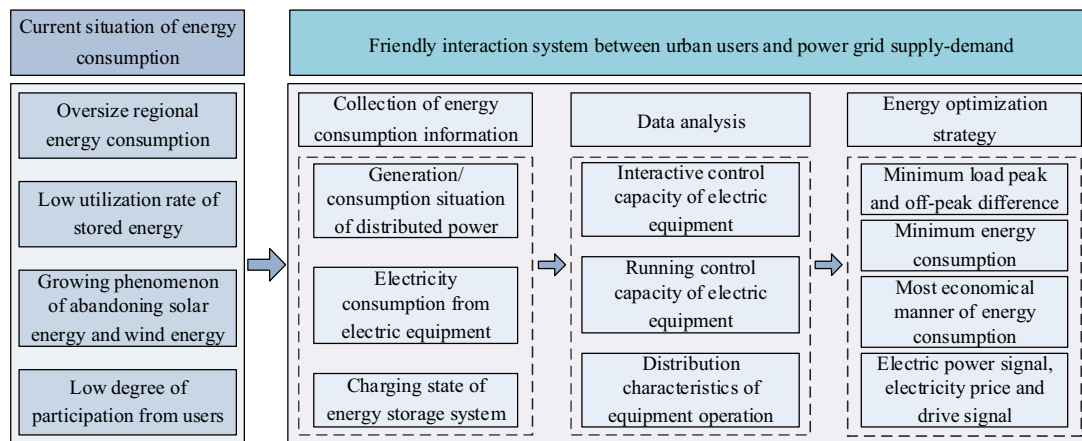 Current situation of energy
consumption
Oversize regional
energy consumption
Low utilization rate of
stored energy
Growing phenomenon
of abandoning solar
energy and wind energy
Low degree of
participation from users
Friendly interaction system between urban users and power grid supply-demand
Collection of energy
consumption information
Generation/
consumption situation
of distributed power
Electricity
consumption from
electric equipment
Charging state of
energy storage system
Data analysis
Interactive control
capacity of electric
equipment
Running control
capacity of electric
equipment
Distribution
characteristics of
equipment operation
Energy optimization
strategy
Minimum load peak
and off-peak difference
Minimum energy
consumption
Most economical
manner of energy
consumption
Electric power signal,
electricity price and
drive signal